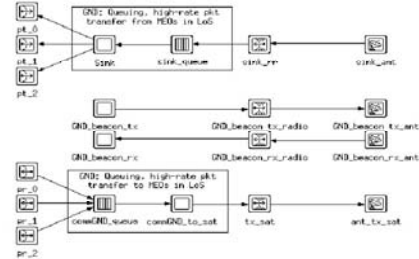 GND: Queuing, high-rate pkt
transfer from MEOs in LoS
pt_0
pt_1
Sink
sink_queue
sink_rr
sink_ant
pt_2
GND_beacon_tx
GND_beacon_tx_radio
GND_beacon_tx_ant
GND_beacon_rx
GND_beacon_rx_radio
GND_beacon_rx_ant
GND: Queuing, high-rate pkt
transfer to MEOs in LoS
pr_0
pr_1
commGND_queue
commGND_to_sat
tx_sat
ant_tx_sat
pr_2